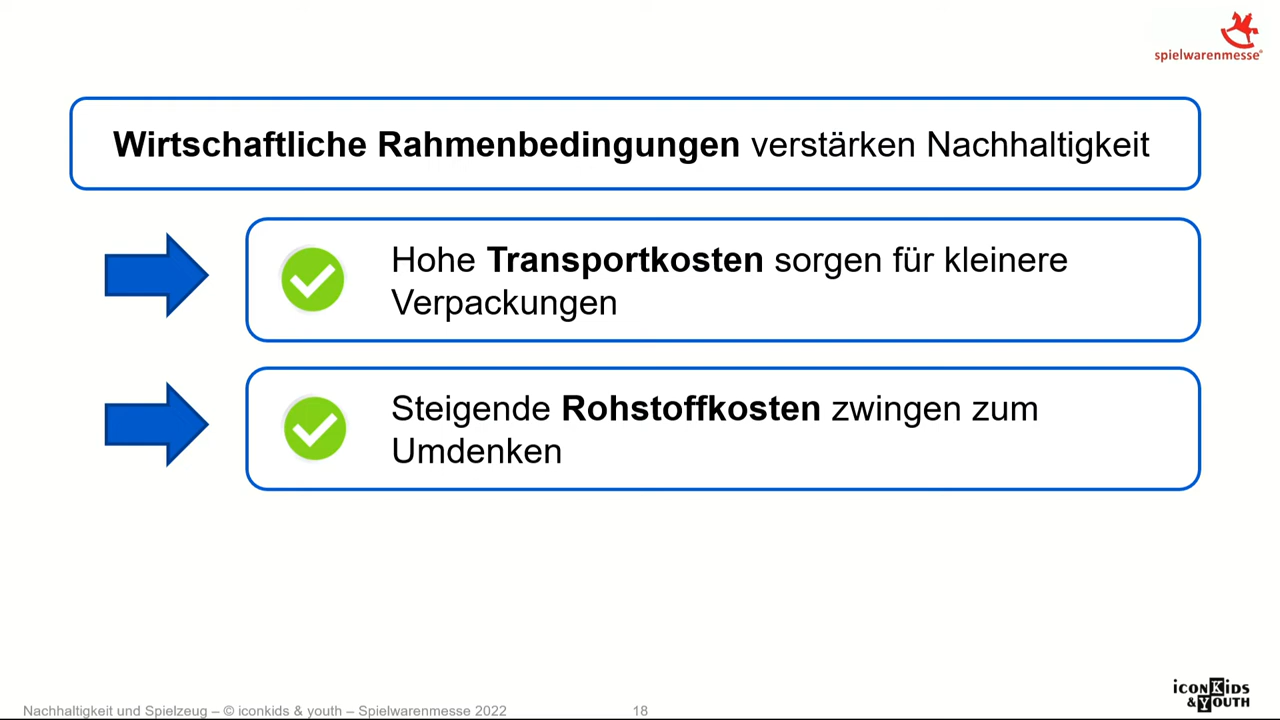 spielwarenmesse®
Wirtschaftliche Rahmenbedingungen verstärken Nachhaltigkeit
Hohe Transportkosten sorgen für kleinere
Verpackungen
Steigende Rohstoffkosten zwingen zum
Umdenken
iconKids
&YOUTH
Nachhaltigkeit und Spielzeug – © iconkids & youth – Spielwarenmesse 2022
18